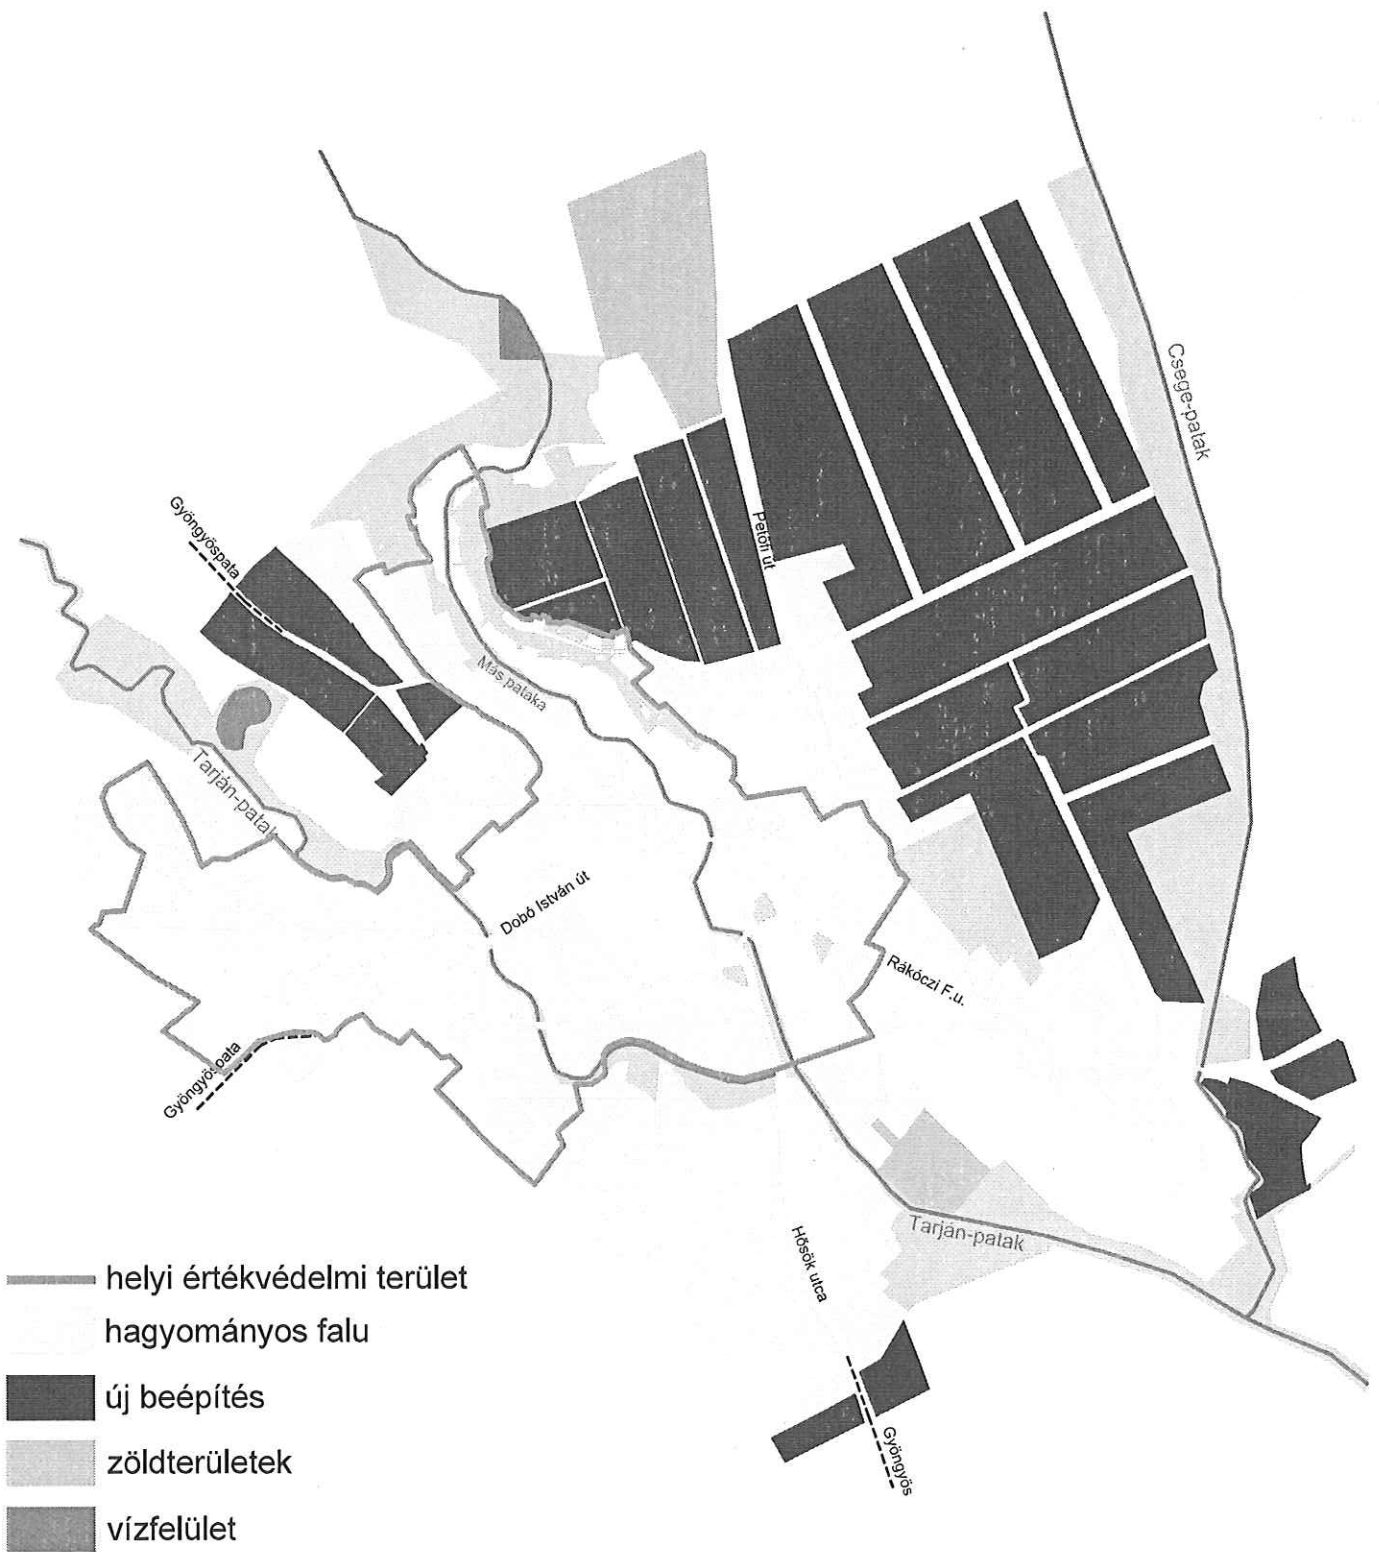 Csege-patak
Gyöngyöspata
Petőfi út
Más pataka
Tarján-patak
Dobó István út
Rákóczi F.u.
Gyöngyöspata
Tarján-patak
Hősök utca
Gyöngyös
helyi értékvédelmi terület
hagyományos falu
új beépítés
zöldterületek
vízfelület